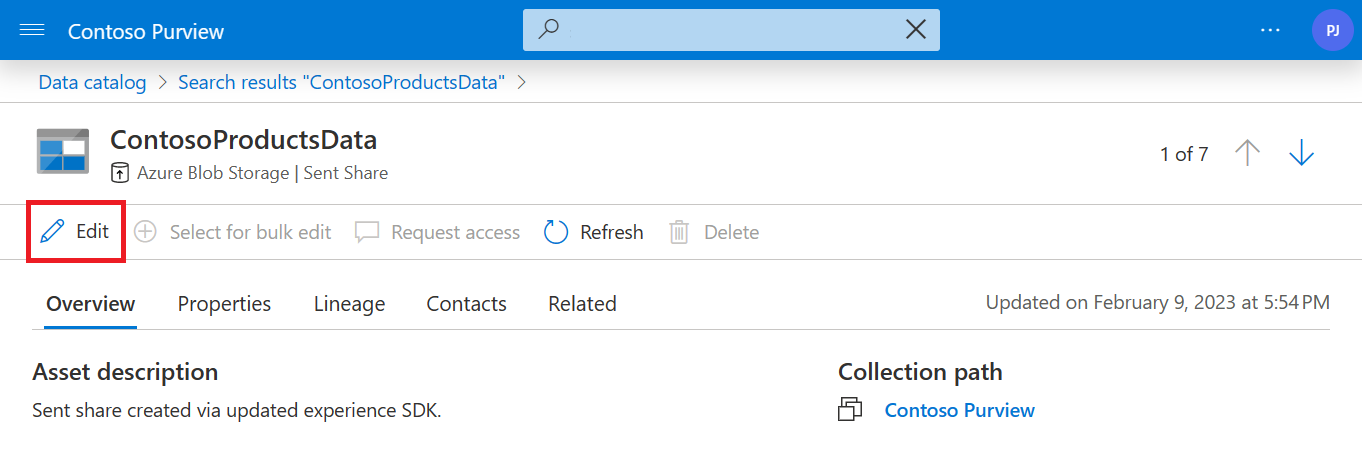 Contoso Purview
... PJ
Data catalog > Search results "ContosoProductsData" >
ContosoProductsData
Azure Blob Storage | Sent Share
1 of 7
Edit Select for bulk edit Request access Refresh Delete
Overview Properties Lineage Contacts Related Updated on February 9, 2023 at 5:54 PM
Asset description
Sent share created via updated experience SDK.
Collection path
Contoso Purview